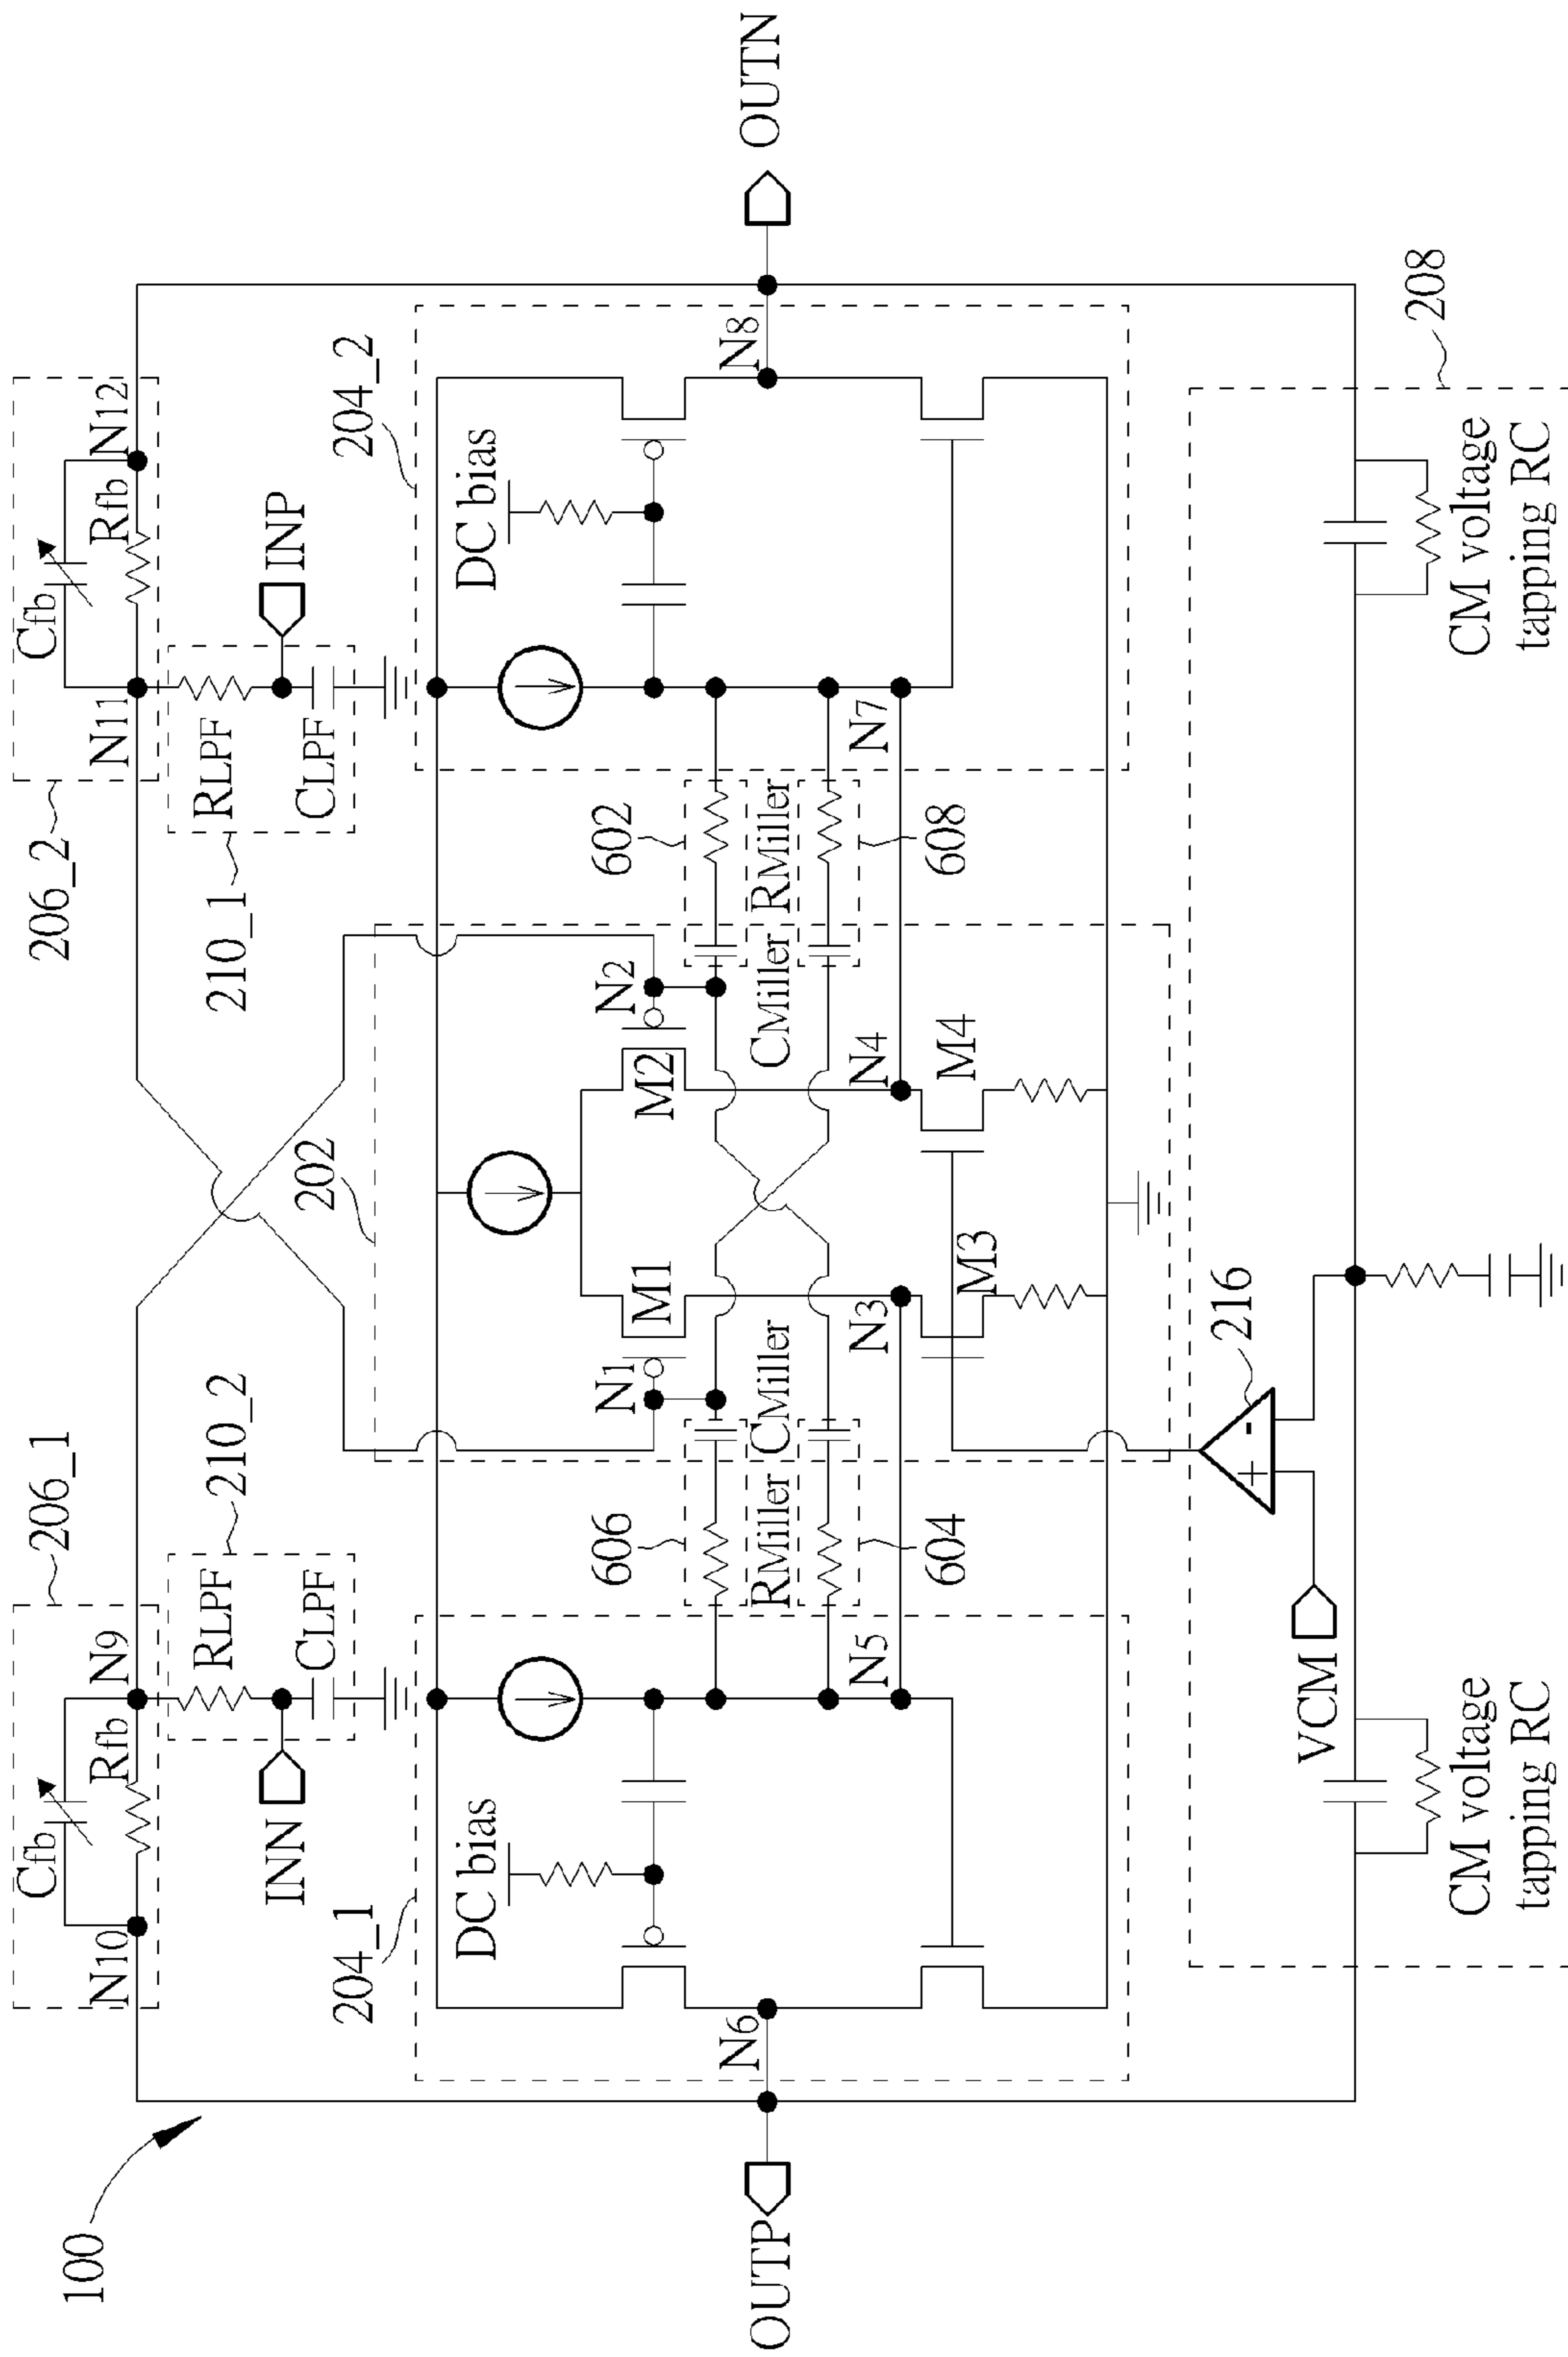 100
206_1
206_2
Cfb
Cfb
N10
Rfb
N9
N11
Rfb
N12
RLPF
CLPF
INN
210_2
210_1
RLPF
CLPF
INP
204_1
202
204_2
DC bias
DC bias
N1
M1
M2
N2
606
602
RMiller
CMiller
CMiller
RMiller
604
608
N6
N5
N3
N4
N7
N8
M3
M4
OUTP
OUTN
216
+
-
VCM
208
CM voltage
tapping RC
CM voltage
tapping RC